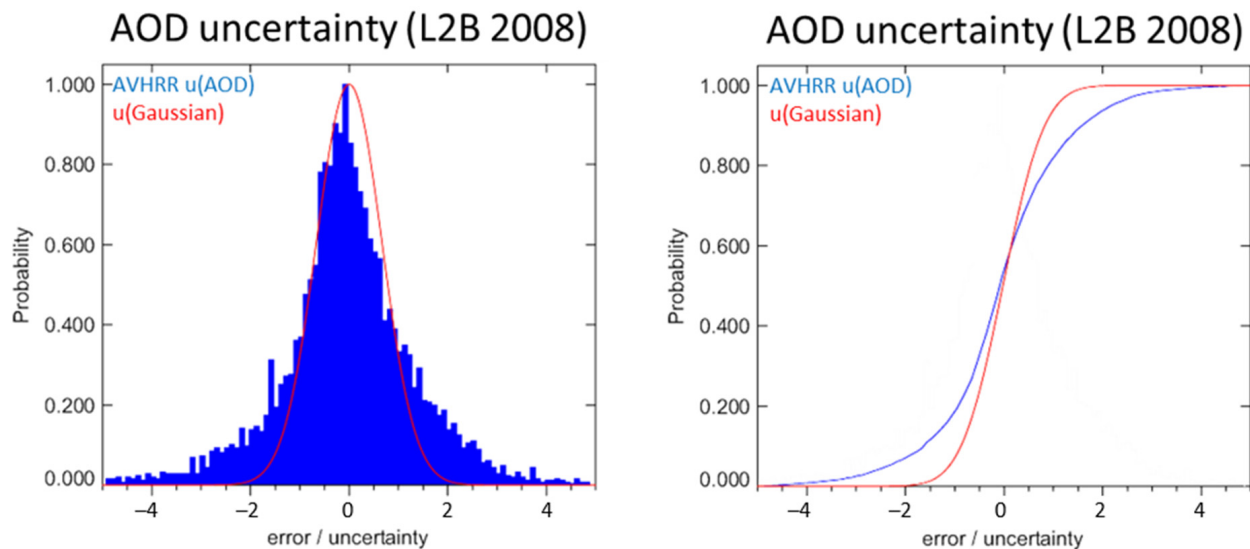 AOD uncertainty (L2B 2008)
AVHRR u(AOD)
u(Gaussian)
1.000
0.800
0.600
0.400
0.200
0.000
Probability
−4
−2
0
2
4
error / uncertainty
AOD uncertainty (L2B 2008)
AVHRR u(AOD)
u(Gaussian)
1.000
0.800
0.600
0.400
0.200
0.000
Probability
−4
−2
0
2
4
error / uncertainty